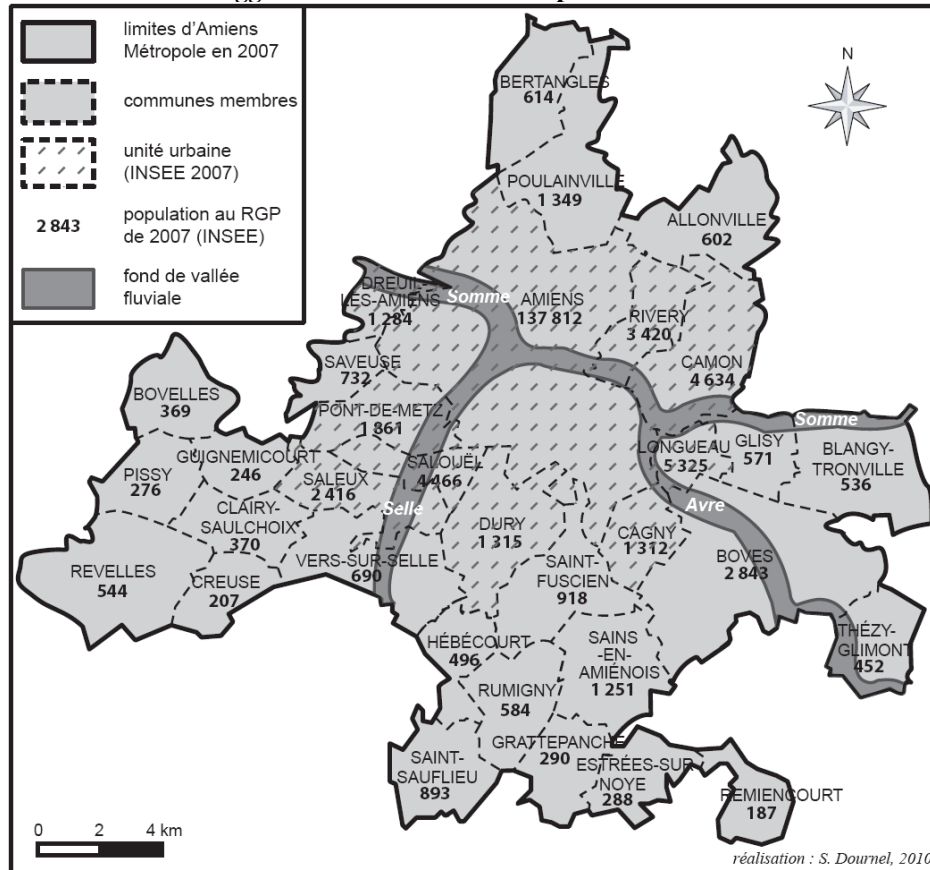 limites d'Amiens
Métropole en 2007
communes membres
unité urbaine
(INSEE 2007)
2 843
population au RGP
de 2007 (INSEE)
fond de vallée
fluviale
N
BERTANGLES
614
POULAINVILLE
1 349
ALLONVILLE
602
DREUIL-
LES-AMIENS
1 284
Somme
AMIENS
137 812
RIVERY
3 420
CAMON
4 634
SAVEUSE
732
BOVELLES
369
PONT-DE-METZ
1 861
Somme
LONGUEAU
5 325
GLISY
571
BLANGY-
TRONVILLE
536
GUIGNEMICOURT
246
PISSY
276
SALEUX
2 416
SALOUËL
4 466
CLAIRY-
SAULCHOIX
370
Selle
DURY
1 315
CAGNY
1 312
Avre
BOVES
2 843
REVELLES
544
CREUSE
207
VERS-SUR-SELLE
690
SAINT-
FUSCIEN
918
HÉBÉCOURT
496
SAINS
-EN-
AMIÉNOIS
1 251
THÉZY-
GLIMONT
452
RUMIGNY
584
GRATTEPANCHE
290
SAINT-
SAUFLIEU
893
ESTRÉES-SUR-
NOYE
288
REMIENCOURT
187
0 2 4 km
réalisation : S. Dournel, 2010